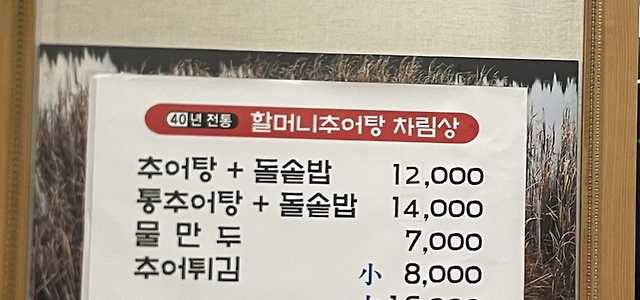 40년 전통 할머니추어탕 차림상
추어탕 + 돌솥밥 12,000
통추어탕 + 돌솥밥 14,000
물 만 두 7,000
추어튀김 小 8,000